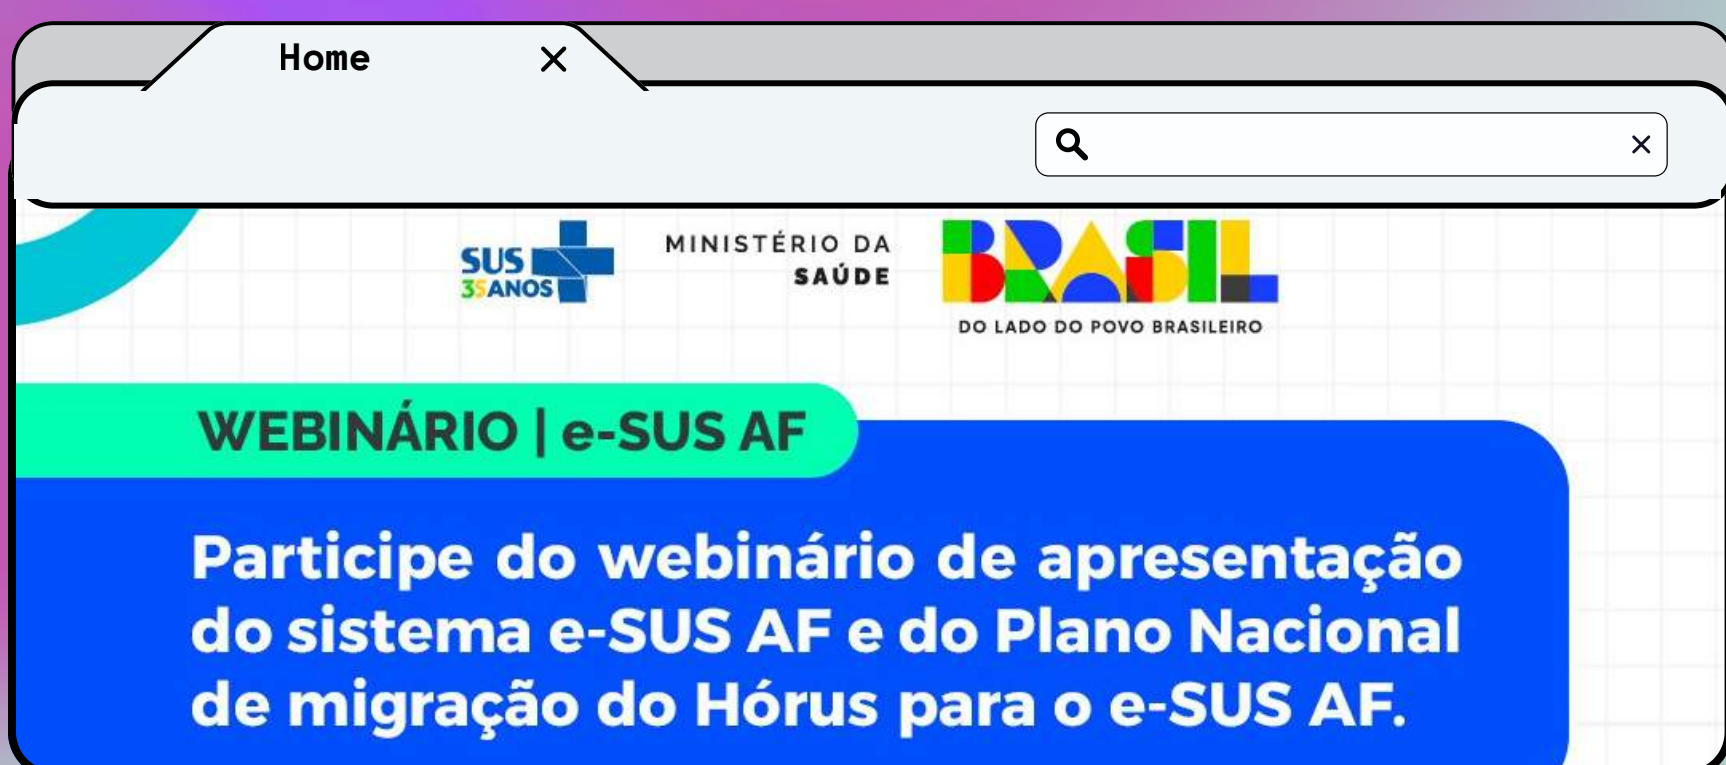 Home
SUS
35 ANOS
MINISTÉRIO DA
SAÚDE
BRASIL
DO LADO DO POVO BRASILEIRO
WEBINÁRIO | e-SUS AF
Participe do webinário de apresentação
do sistema e-SUS AF e do Plano Nacional
de migração do Hórus para o e-SUS AF.